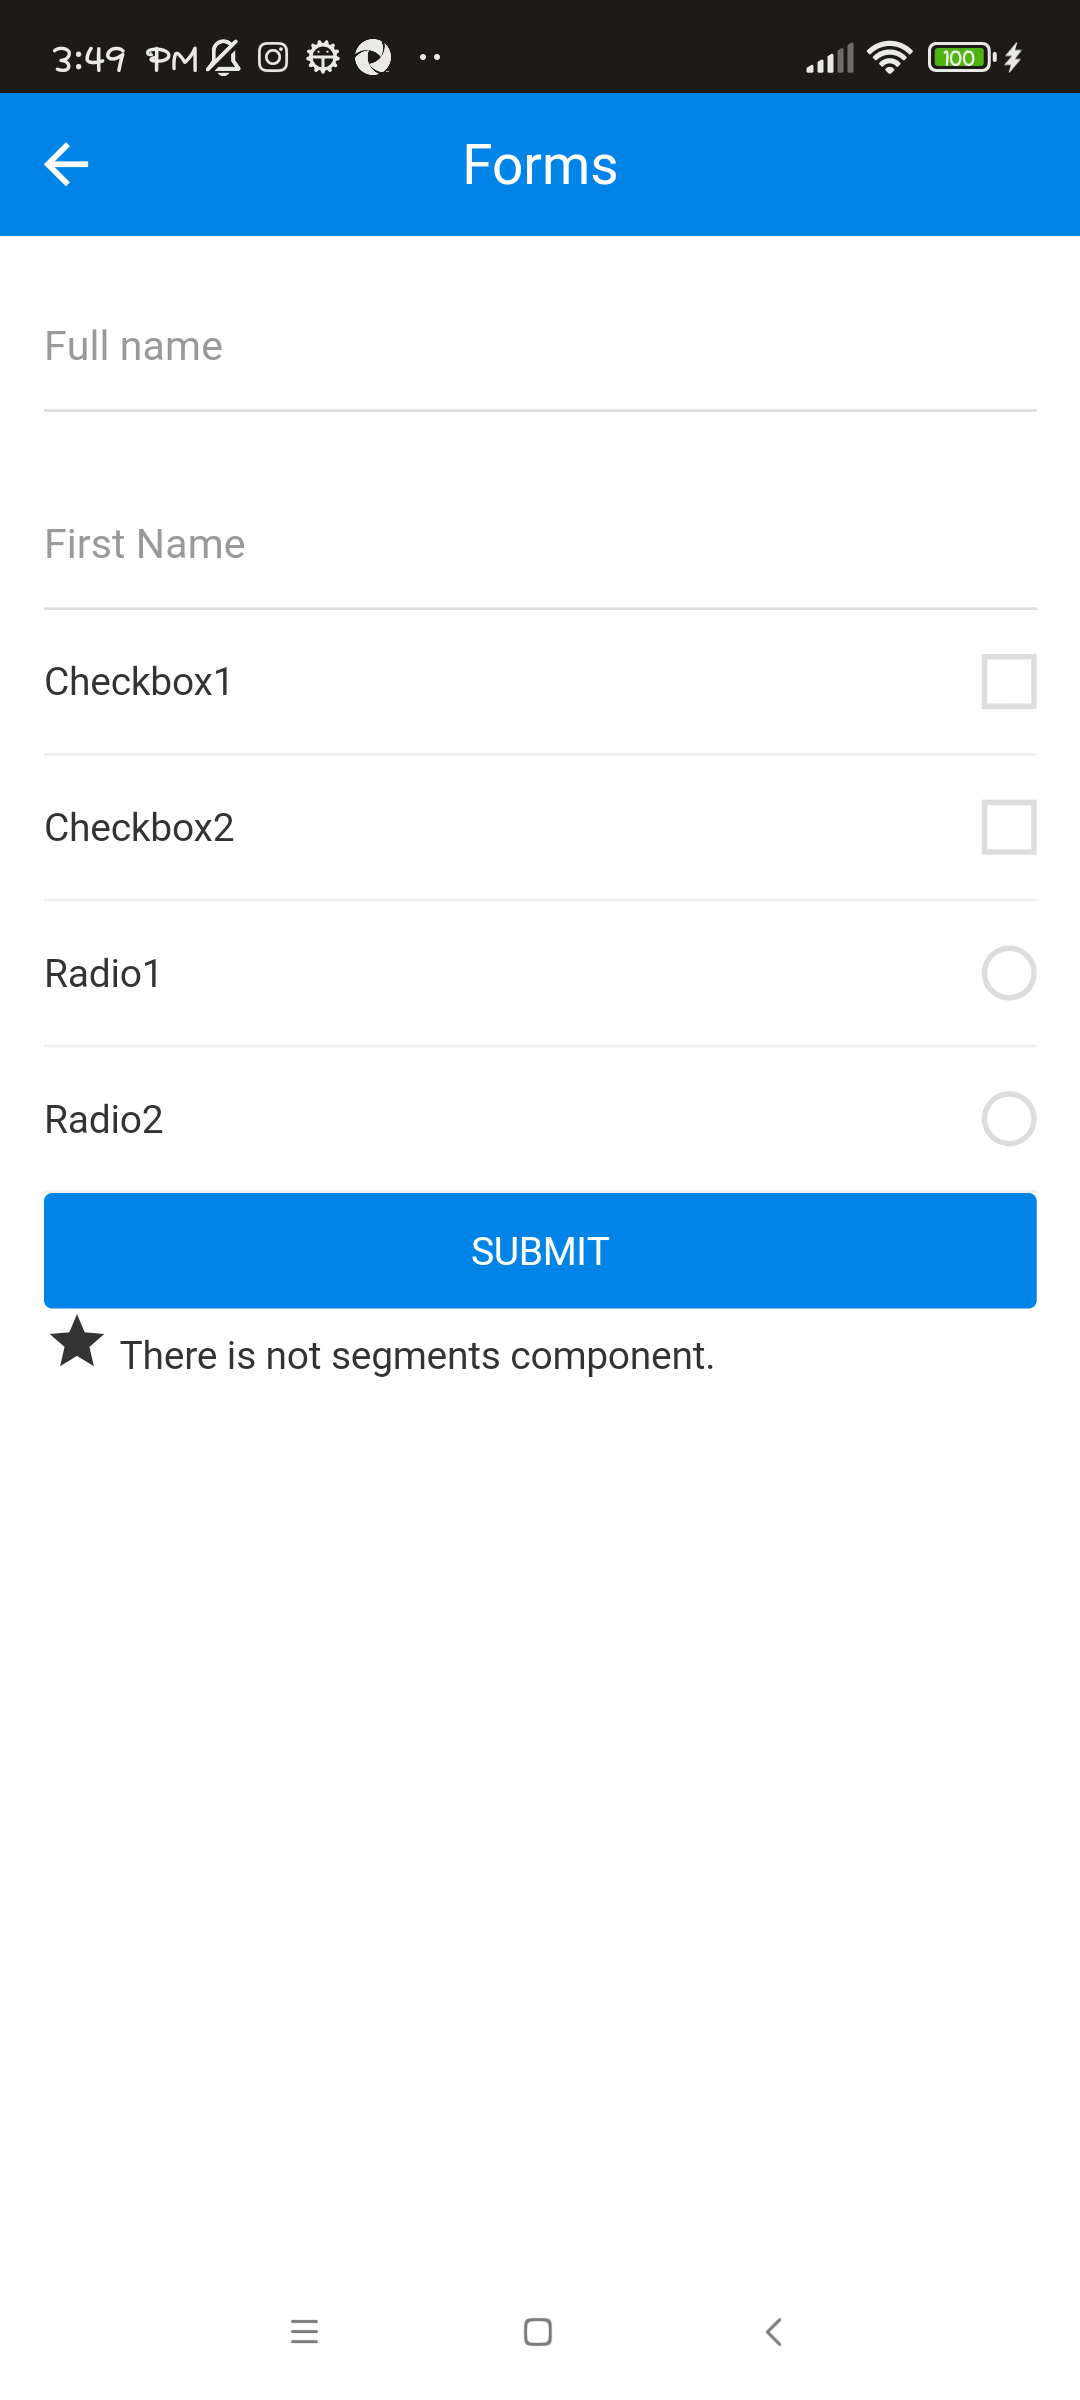 3:49 PM 100
Forms
Full name
First Name
Checkbox1
Checkbox2
Radio1
Radio2
SUBMIT
There is not segments component.